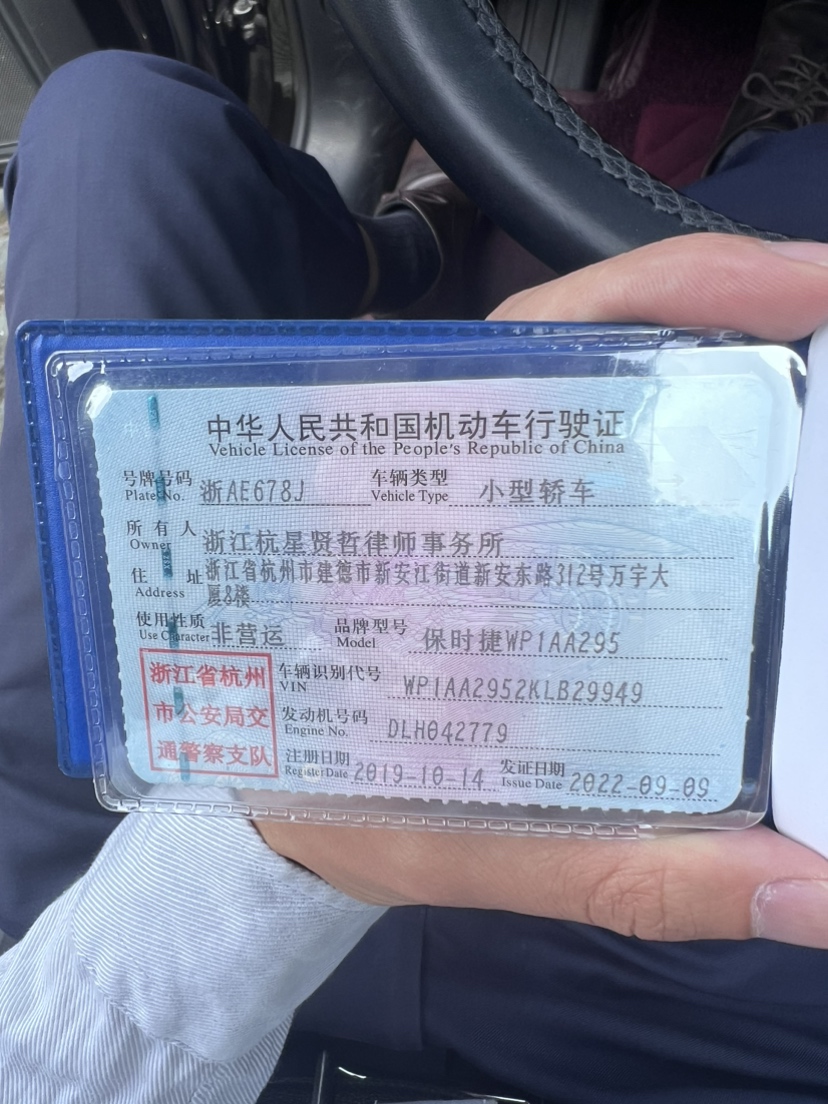 中华人民共和国机动车行驶证
Vehicle License of the People's Republic of China
号牌号码 浙AE678J 车辆类型 小型轿车
Plate No. Vehicle Type
所有人 浙江杭星贤哲律师事务所
Owner
住址 浙江省杭州市建德市新安江街道新安东路312号万宇大
Address 厦8楼
使用性质 非营运 品牌型号 保时捷WP1AA295
Use Character Model
浙江省杭州 车辆识别代号 WP1AA2952KLB29949
VIN
市公安局交 发动机号码 DLH042779
Engine No.
通警察支队 注册日期 2019-10-14 发证日期 2022-09-09
Register Date Issue Date